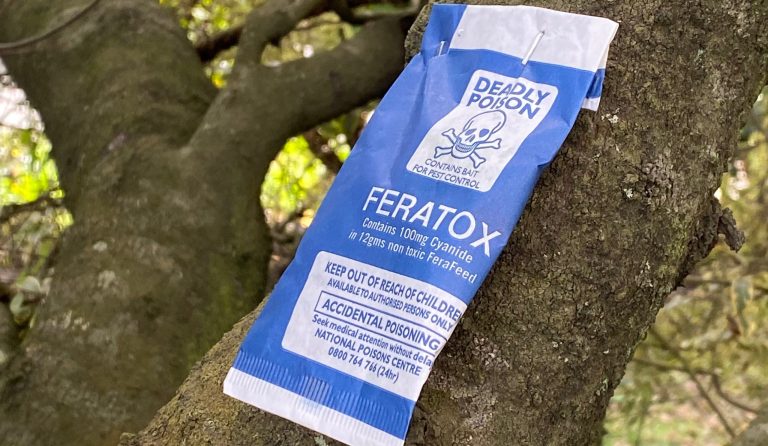 DEADLY
POISON
CONTAINS BAIT
FOR PEST CONTROL
FERATOX
Contains 100mg Cyanide
in 12gms non toxic FeraFeed
KEEP OUT OF REACH OF CHILDRE
AVAILABLE TO AUTHORISED PERSONS ONLY
ACCIDENTAL POISONING
Seek medical attention without dela
NATIONAL POISONS CENTRE
0800 764 766 (24hr)